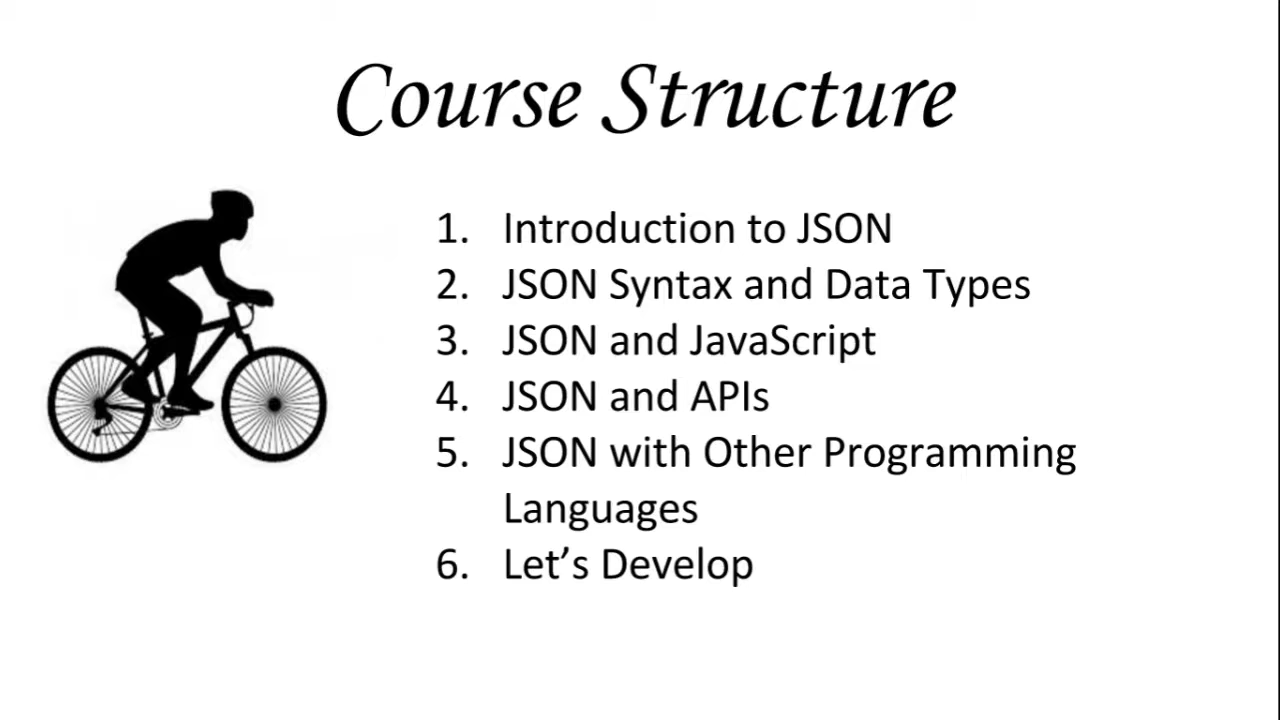 Course Structure
1. Introduction to JSON
2. JSON Syntax and Data Types
3. JSON and JavaScript
4. JSON and APIs
5. JSON with Other Programming
Languages
6. Let’s Develop